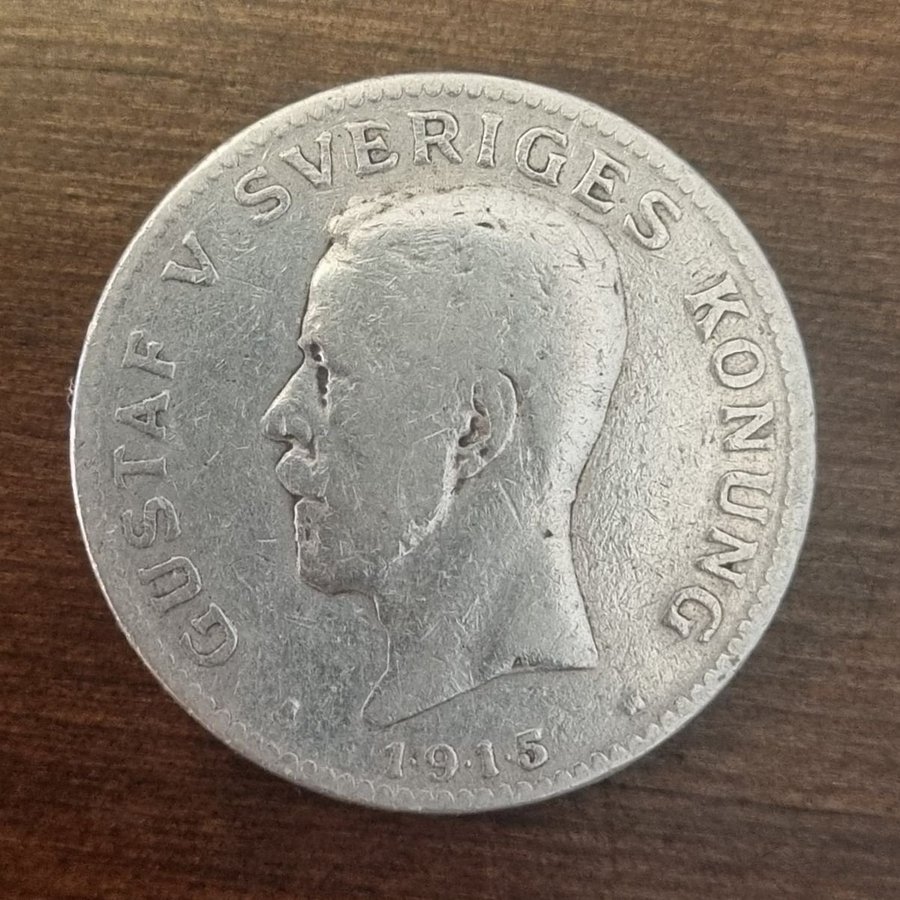 GUSTAF V SVERIGES KONUNG
1·9·1·5